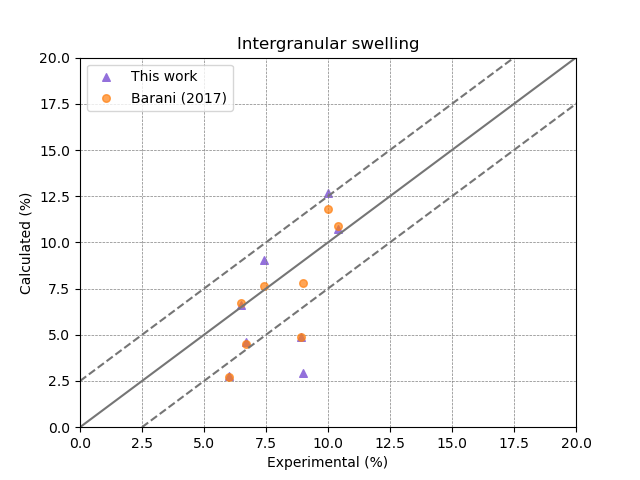 Intergranular swelling
This work
Barani (2017)
20.0
17.5
15.0
12.5
10.0
7.5
5.0
2.5
0.0
Calculated (%)
0.0 2.5 5.0 7.5 10.0 12.5 15.0 17.5 20.0
Experimental (%)